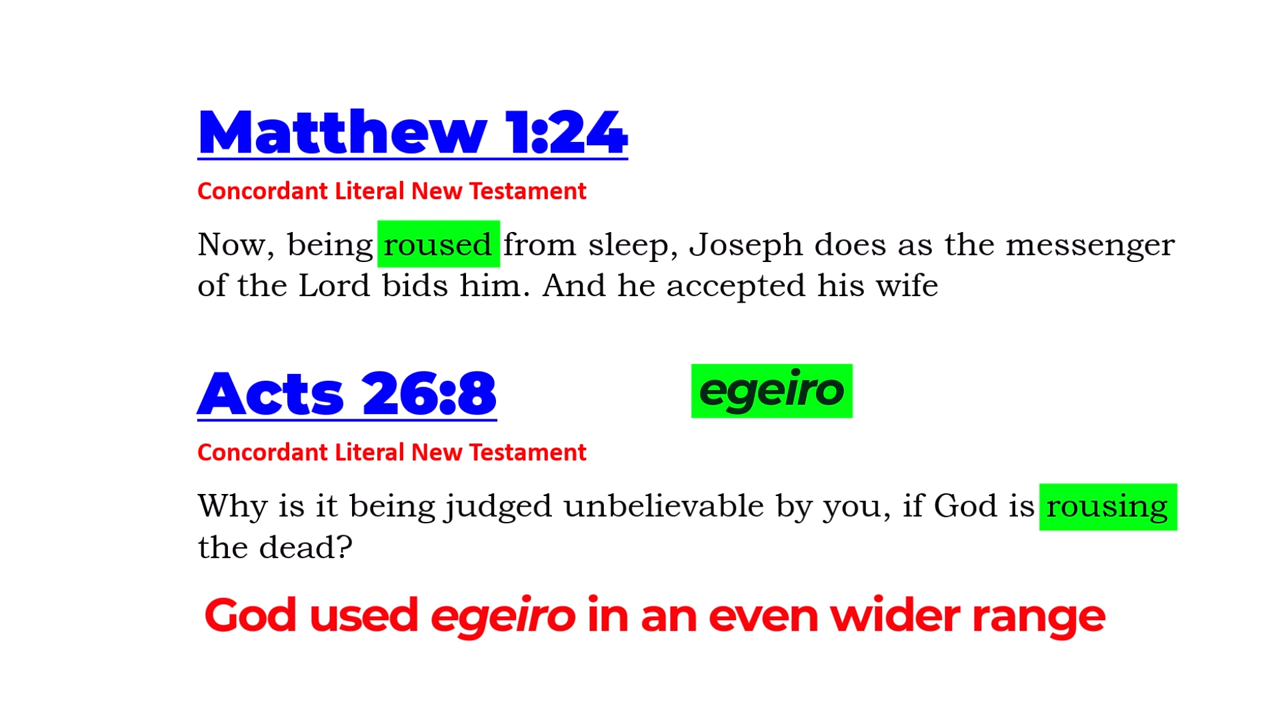 Matthew 1:24
Concordant Literal New Testament
Now, being roused from sleep, Joseph does as the messenger
of the Lord bids him. And he accepted his wife
Acts 26:8
egeiro
Concordant Literal New Testament
Why is it being judged unbelievable by you, if God is rousing
the dead?
God used egeiro in an even wider range